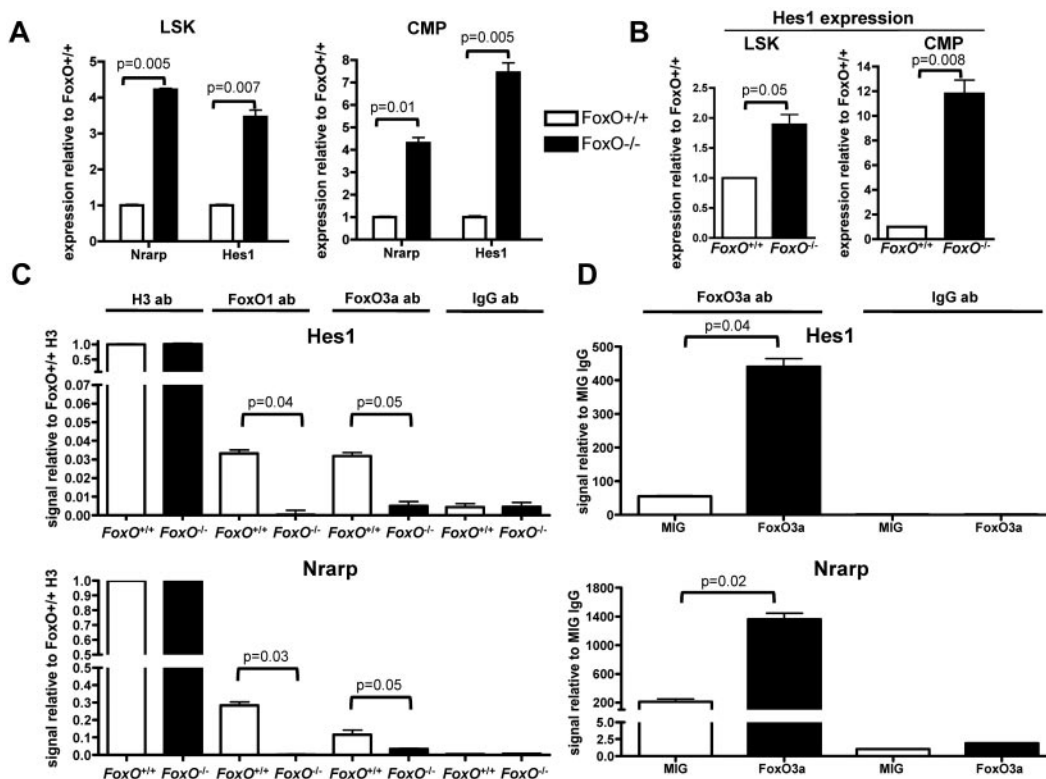 A
LSK
CMP
expression relative to FoxO+/+
5
4
3
2
1
0
p=0.005
p=0.007
Nrarp
Hes1
expression relative to FoxO+/+
8
7
6
5
4
3
2
1
0
p=0.01
p=0.005
Nrarp
Hes1
FoxO+/+
FoxO-/-
B
Hes1 expression
LSK
CMP
expression relative to FoxO+/+
2.5
2.0
1.5
1.0
0.5
0.0
p=0.05
FoxO+/+
FoxO-/-
expression relative to FoxO+/+
14
12
10
8
6
4
2
0
p=0.008
FoxO+/+
FoxO-/-
C
H3 ab
FoxO1 ab
FoxO3a ab
IgG ab
Hes1
signal relative to FoxO+/+ H3
1.0
0.5
0.07
0.06
0.05
0.04
0.03
0.02
0.01
0.00
p=0.04
p=0.05
FoxO+/+ FoxO-/- FoxO+/+ FoxO-/- FoxO+/+ FoxO-/- FoxO+/+ FoxO-/-
Nrarp
signal relative to FoxO+/+ H3
1.0
0.9
0.8
0.7
0.6
0.5
0.5
0.4
0.3
0.2
0.1
0.0
p=0.03
p=0.05
FoxO+/+ FoxO-/- FoxO+/+ FoxO-/- FoxO+/+ FoxO-/- FoxO+/+ FoxO-/-
D
FoxO3a ab
IgG ab
Hes1
signal relative to MIG IgG
500
400
300
200
100
50
0
p=0.04
MIG
FoxO3a
MIG
FoxO3a
Nrarp
signal relative to MIG IgG
1800
1400
1000
600
200
5.0
2.5
0.0
p=0.02
MIG
FoxO3a
MIG
FoxO3a